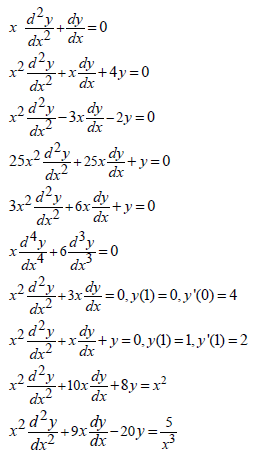 x d²y/dx² + dy/dx = 0
x² d²y/dx² + x dy/dx + 4y = 0
x² d²y/dx² − 3x dy/dx − 2y = 0
25x² d²y/dx² + 25x dy/dx + y = 0
3x² d²y/dx² + 6x dy/dx + y = 0
x d⁴y/dx⁴ + 6 d³y/dx³ = 0
x² d²y/dx² + 3x dy/dx = 0, y(1) = 0, y'(0) = 4
x² d²y/dx² + x dy/dx + y = 0, y(1) = 1, y'(1) = 2
x² d²y/dx² + 10x dy/dx + 8y = x²
x² d²y/dx² + 9x dy/dx − 20y = 5/x³